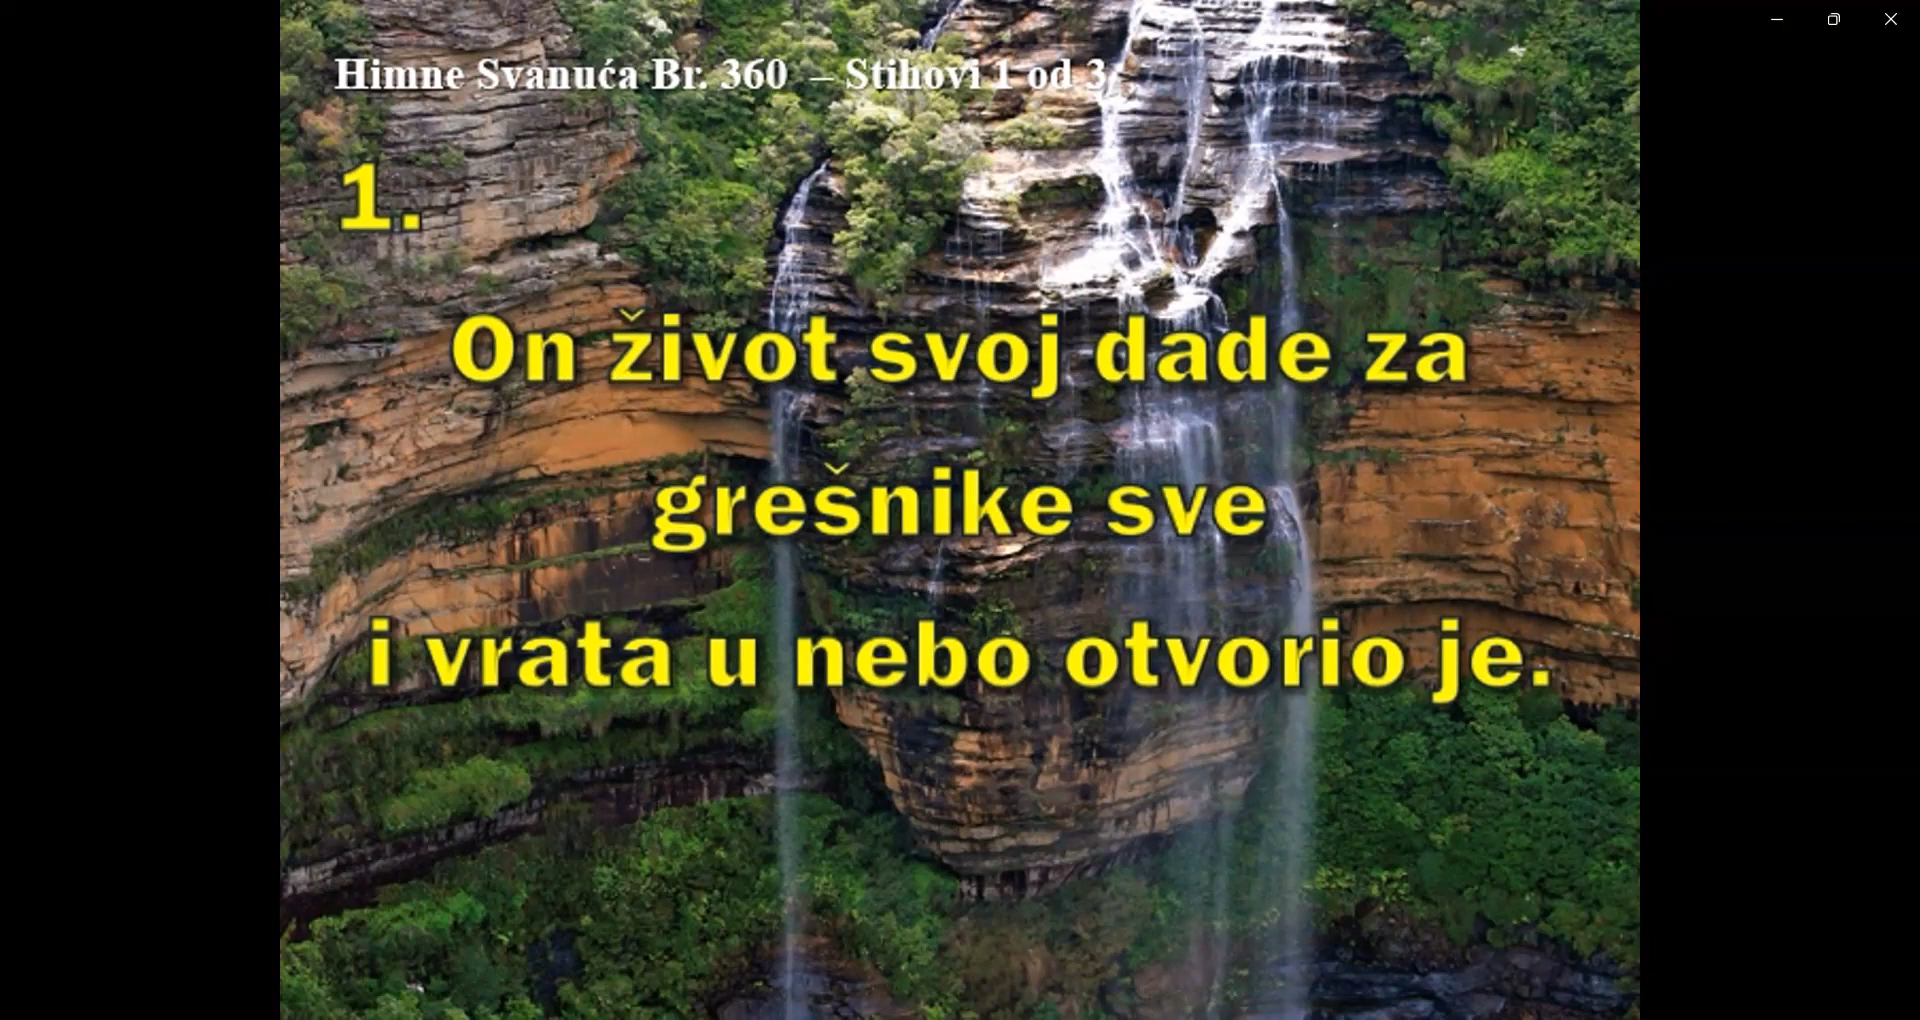 Himne Svanuća Br. 360 – Stihovi 1 od 3
1.
On život svoj dade za
grešnike sve
i vrata u nebo otvorio je.